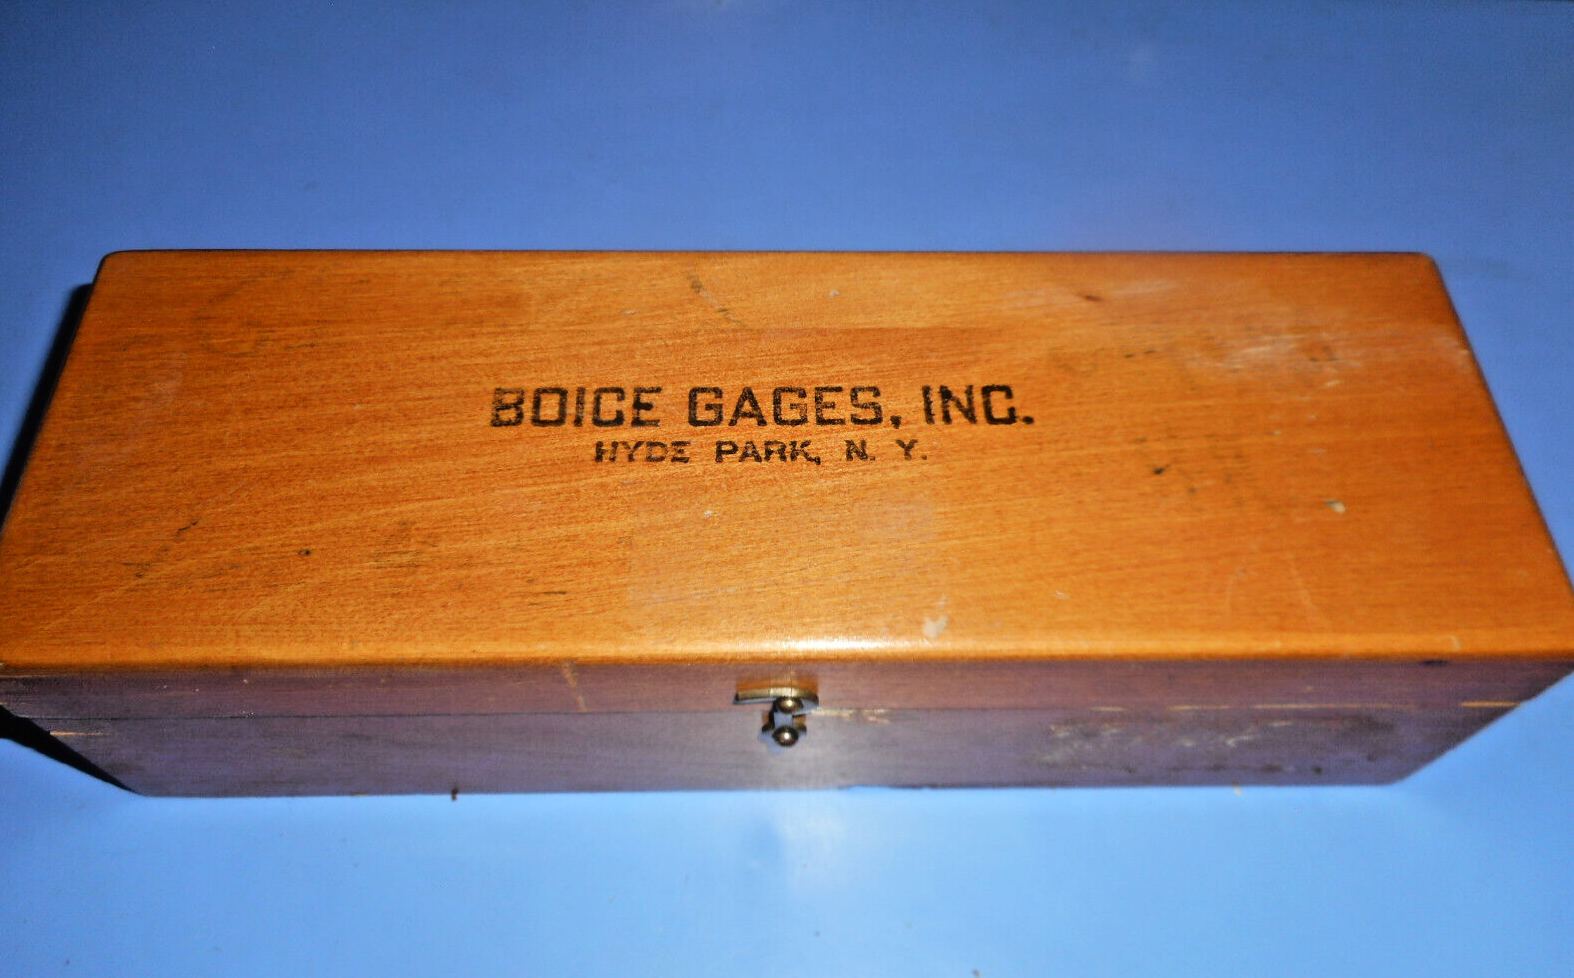 BOICE GAGES, INC.
HYDE PARK, N. Y.